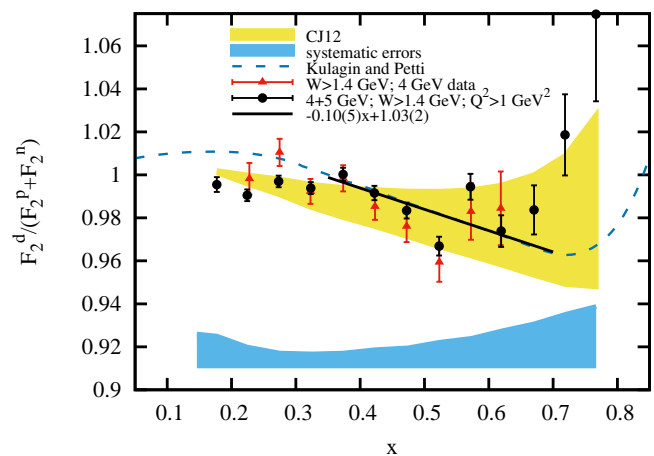 1.06
1.04
1.02
1
0.98
0.96
0.94
0.92
0.9
F₂ᵈ/(F₂ᵖ+F₂ⁿ)
CJ12
systematic errors
Kulagin and Petti
W>1.4 GeV; 4 GeV data
4+5 GeV; W>1.4 GeV; Q²>1 GeV²
-0.10(5)x+1.03(2)
0.1 0.2 0.3 0.4 0.5 0.6 0.7 0.8
x